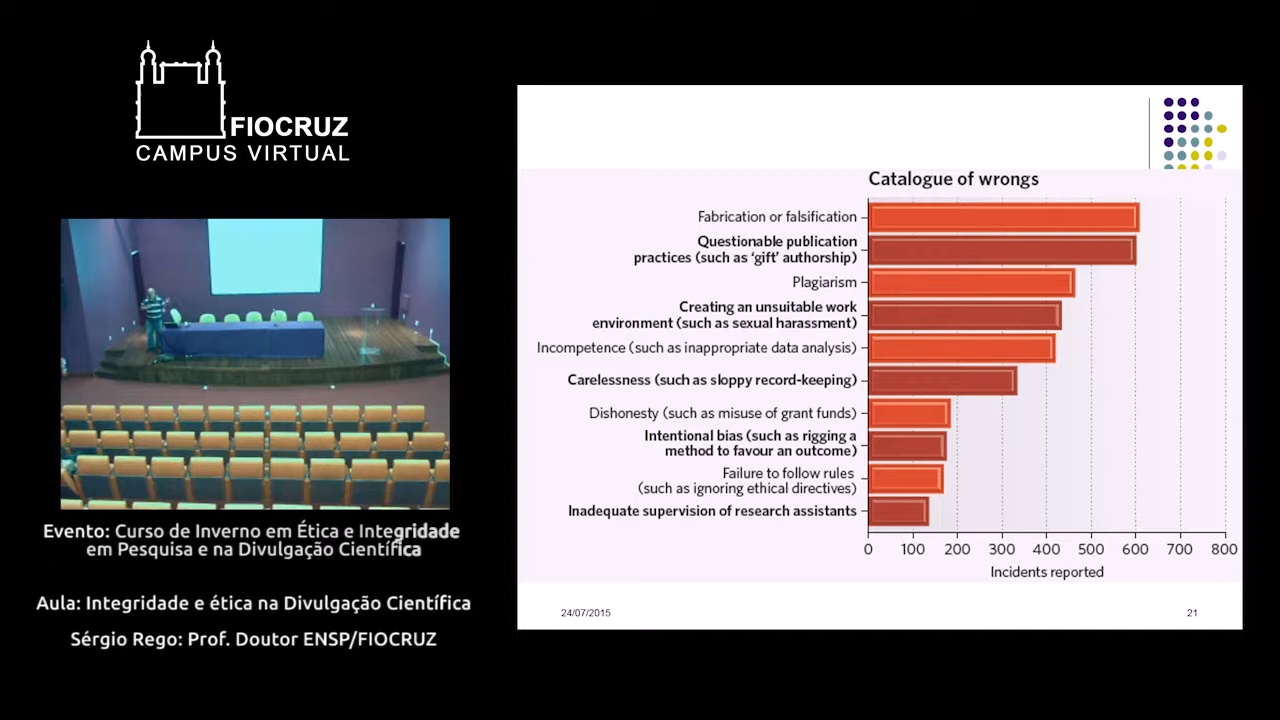 FIOCRUZ
CAMPUS VIRTUAL
Evento: Curso de Inverno em Ética e Integridade
em Pesquisa e na Divulgação Científica
Aula: Integridade e ética na Divulgação Científica
Sérgio Rego: Prof. Doutor ENSP/FIOCRUZ
Catalogue of wrongs
Fabrication or falsification
Questionable publication
practices (such as ‘gift’ authorship)
Plagiarism
Creating an unsuitable work
environment (such as sexual harassment)
Incompetence (such as inappropriate data analysis)
Carelessness (such as sloppy record-keeping)
Dishonesty (such as misuse of grant funds)
Intentional bias (such as rigging a
method to favour an outcome)
Failure to follow rules
(such as ignoring ethical directives)
Inadequate supervision of research assistants
0 100 200 300 400 500 600 700 800
Incidents reported
24/07/2015 21